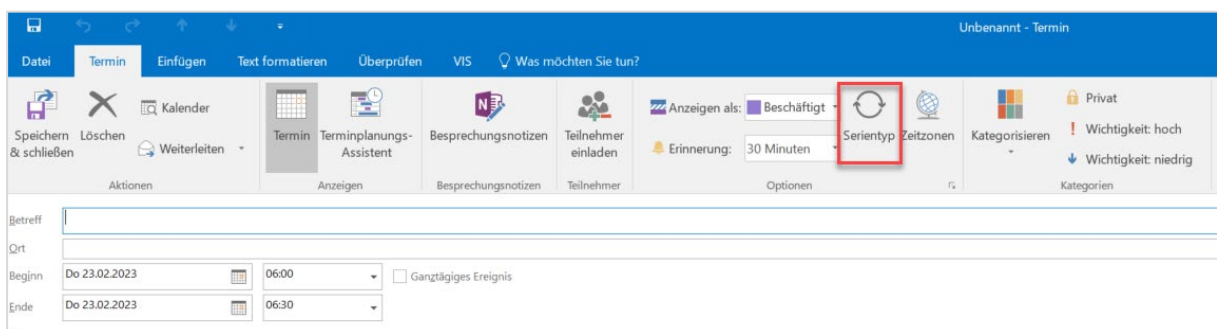 Unbenannt - Termin
Datei Termin Einfügen Text formatieren Überprüfen VIS Was möchten Sie tun?
Speichern & schließen
Löschen
Kalender
Weiterleiten
Aktionen
Termin
Terminplanungs-
Assistent
Anzeigen
Besprechungsnotizen
Besprechungsnotizen
Teilnehmer
einladen
Teilnehmer
Anzeigen als: Beschäftigt
Erinnerung: 30 Minuten
Serientyp
Zeitzonen
Optionen
Kategorisieren
Privat
Wichtigkeit: hoch
Wichtigkeit: niedrig
Kategorien
Betreff
Ort
Beginn Do 23.02.2023 06:00 Ganztägiges Ereignis
Ende Do 23.02.2023 06:30